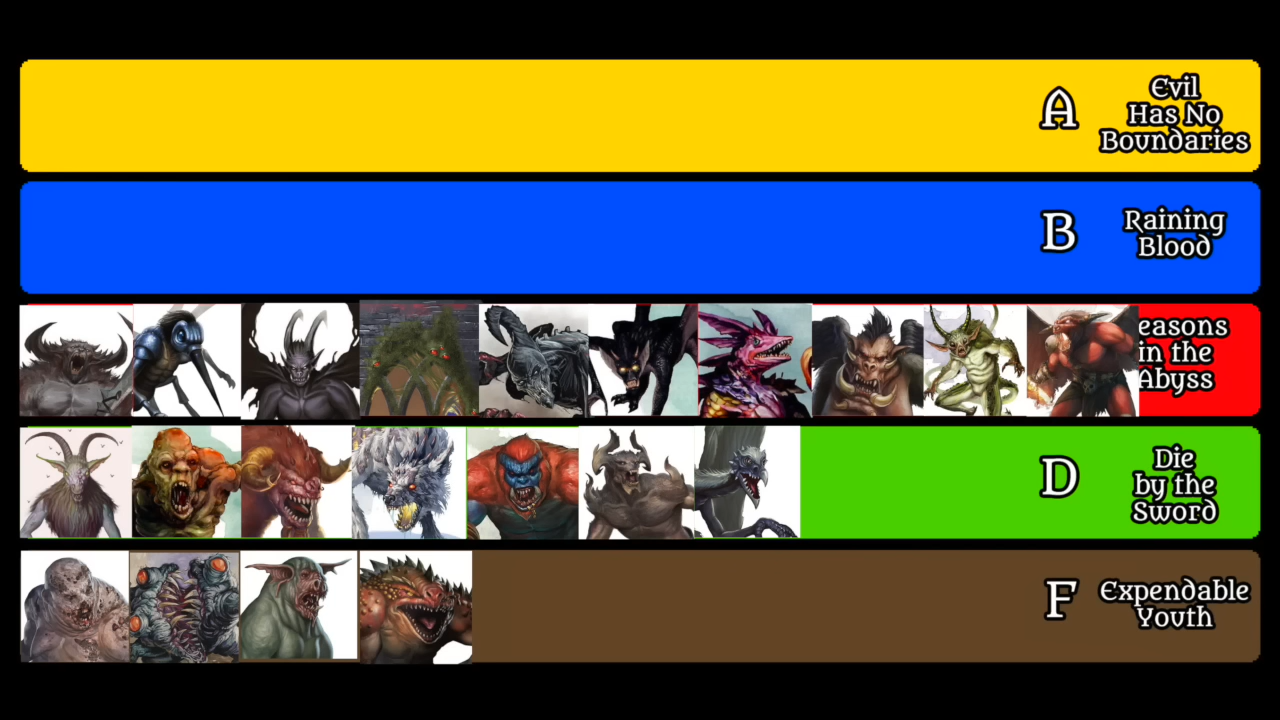 A
Evil
Has No
Boundaries
B
Raining
Blood
easons
in the
Abyss
D
Die
by the
Sword
F
Expendable
Youth